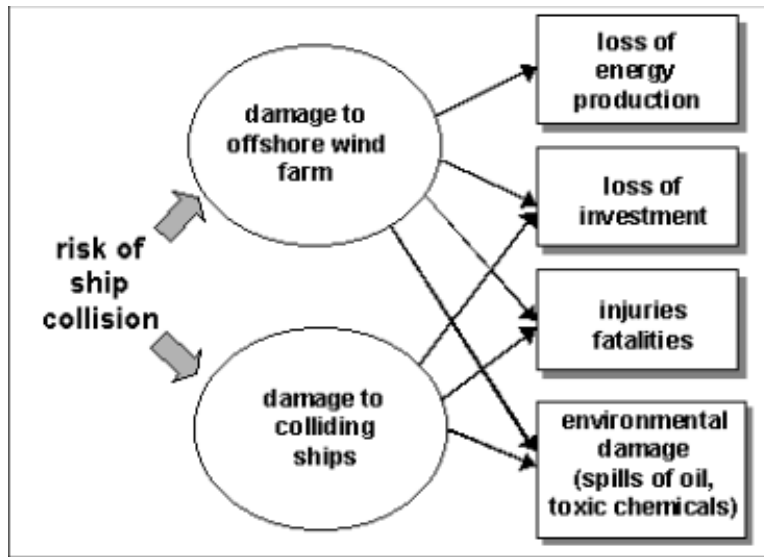 risk of
ship
collision
damage to
offshore wind
farm
damage to
colliding
ships
loss of
energy
production
loss of
investment
injuries
fatalities
environmental
damage
(spills of oil,
toxic chemicals)